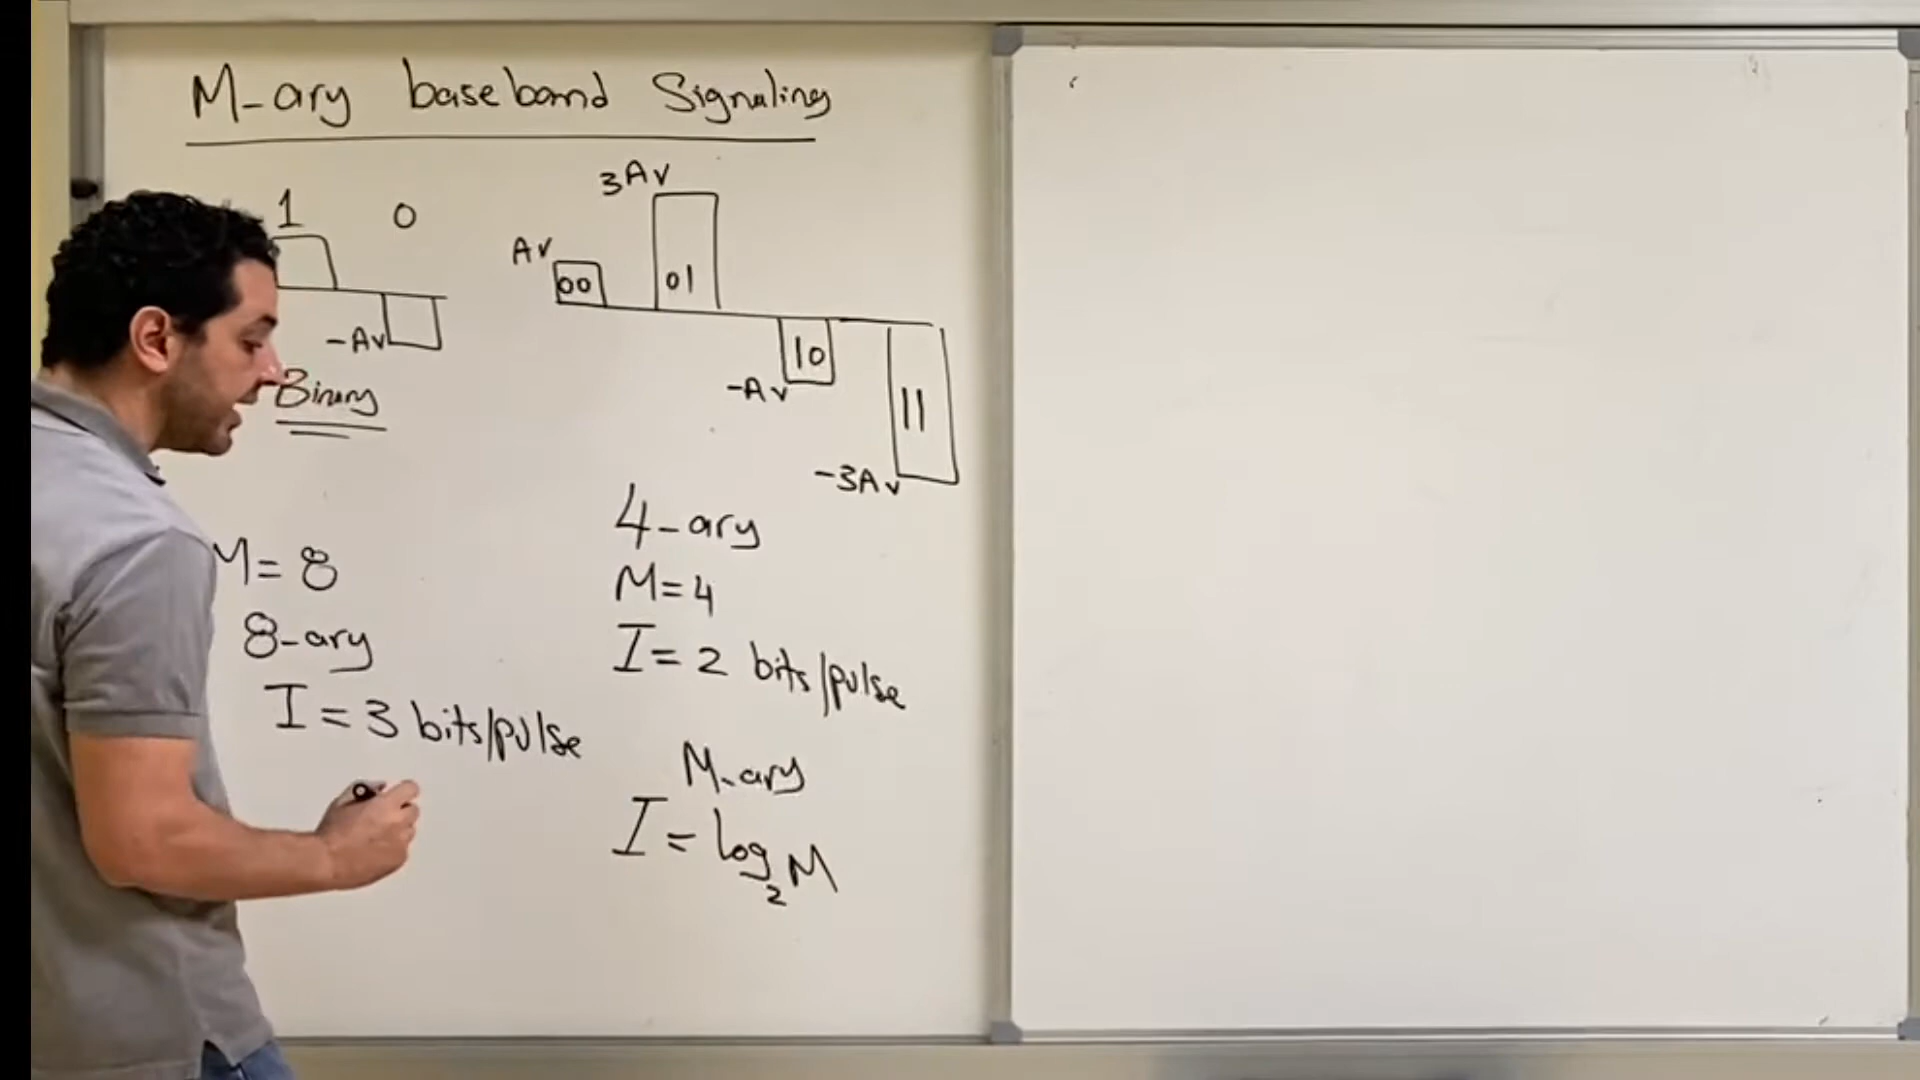 M-ary baseband Signaling
1 0
-Av
Binary
3Av
Av
00
01
10
-Av
11
-3Av
M=8
8-ary
I=3 bits/pulse
4-ary
M=4
I=2 bits/pulse
M-ary
I=log₂M